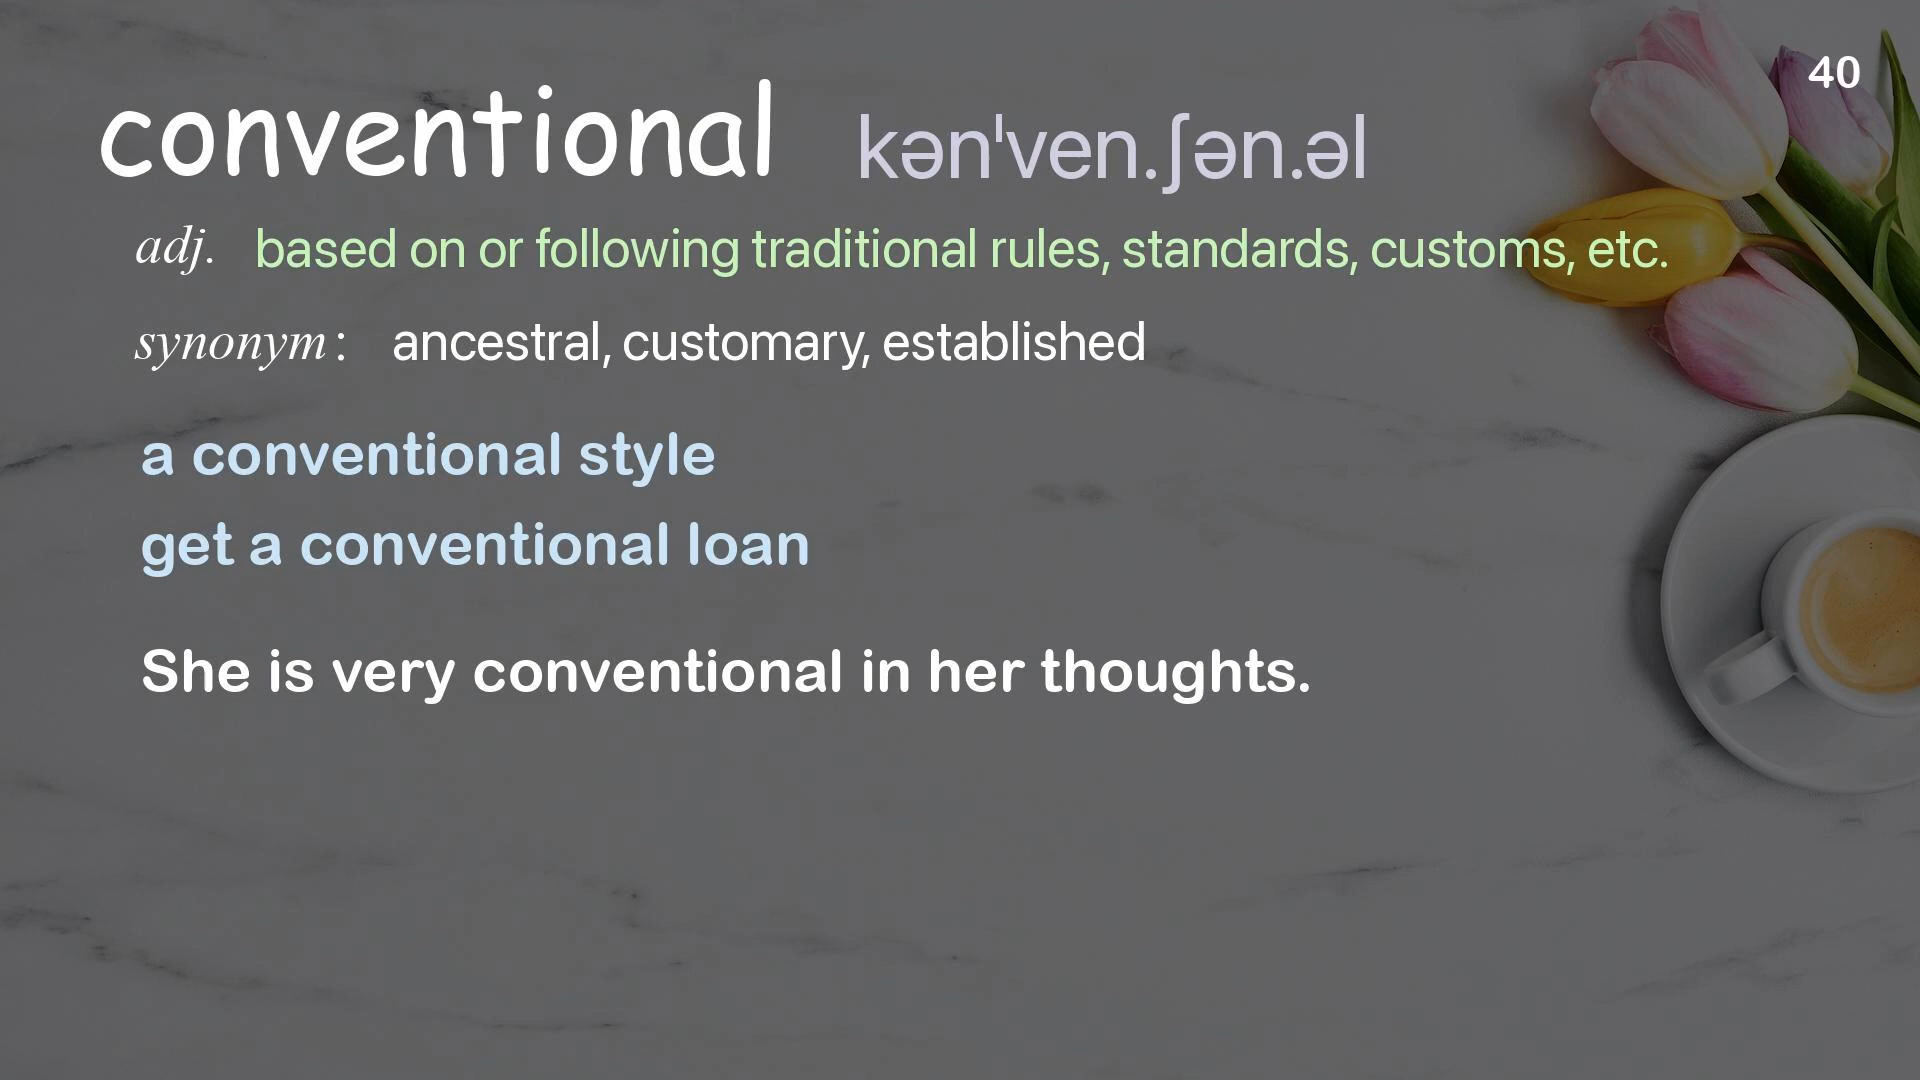 40
conventional kənˈven.ʃən.əl
adj. based on or following traditional rules, standards, customs, etc.
synonym : ancestral, customary, established
a conventional style
get a conventional loan
She is very conventional in her thoughts.